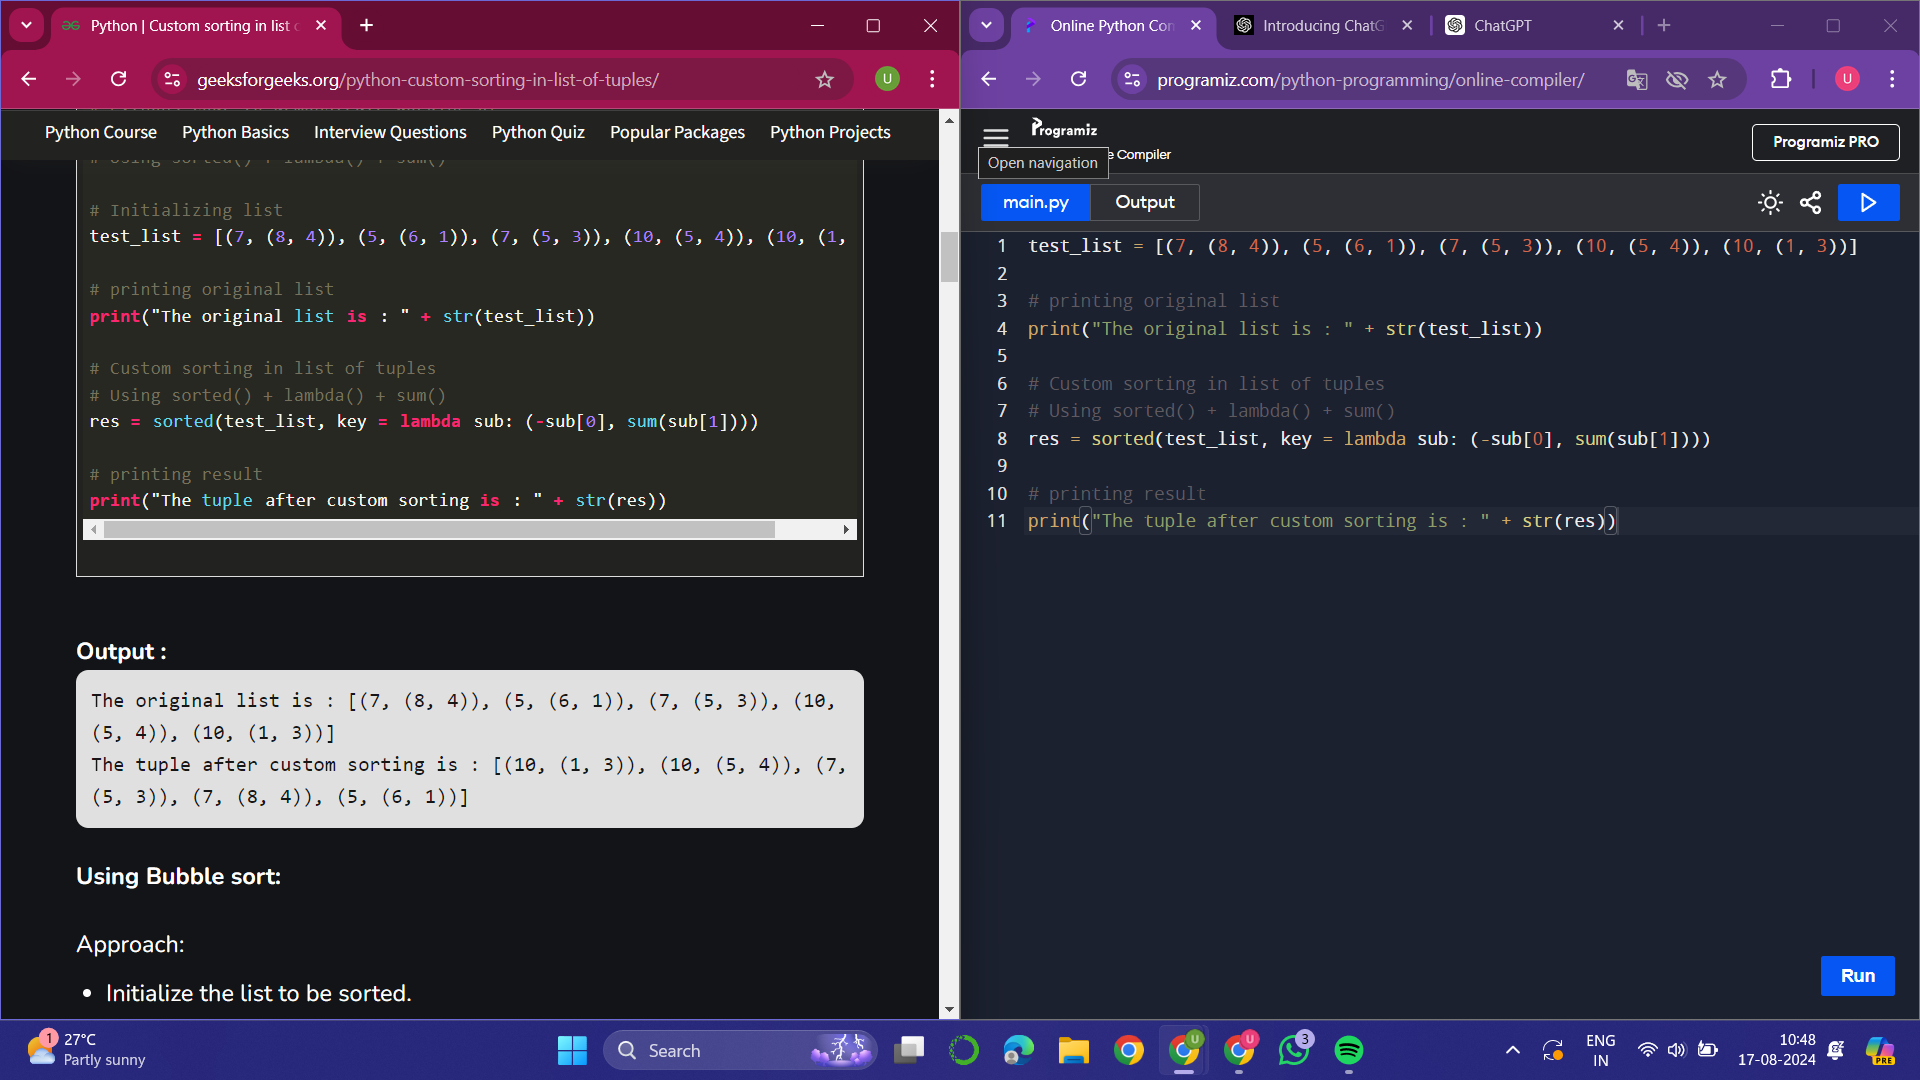 Python | Custom sorting in list o
geeksforgeeks.org/python-custom-sorting-in-list-of-tuples/
U
Python Course Python Basics Interview Questions Python Quiz Popular Packages Python Projects
# Using sorted() + lambda() + sum()
# Initializing list
test_list = [(7, (8, 4)), (5, (6, 1)), (7, (5, 3)), (10, (5, 4)), (10, (1,
# printing original list
print("The original list is : " + str(test_list))
# Custom sorting in list of tuples
# Using sorted() + lambda() + sum()
res = sorted(test_list, key = lambda sub: (-sub[0], sum(sub[1])))
# printing result
print("The tuple after custom sorting is : " + str(res))
Output :
The original list is : [(7, (8, 4)), (5, (6, 1)), (7, (5, 3)), (10,
(5, 4)), (10, (1, 3))]
The tuple after custom sorting is : [(10, (1, 3)), (10, (5, 4)), (7,
(5, 3)), (7, (8, 4)), (5, (6, 1))]
Using Bubble sort:
Approach:
• Initialize the list to be sorted.
Online Python Con
Introducing ChatG
ChatGPT
programiz.com/python-programming/online-compiler/
U
Programiz
e Compiler
Open navigation
Programiz PRO
main.py
Output
1 test_list = [(7, (8, 4)), (5, (6, 1)), (7, (5, 3)), (10, (5, 4)), (10, (1, 3))]
2
3 # printing original list
4 print("The original list is : " + str(test_list))
5
6 # Custom sorting in list of tuples
7 # Using sorted() + lambda() + sum()
8 res = sorted(test_list, key = lambda sub: (-sub[0], sum(sub[1])))
9
10 # printing result
11 print("The tuple after custom sorting is : " + str(res))
Run
1
27°C
Partly sunny
Search
U
U
3
ENG
IN
10:48
17-08-2024
PRE